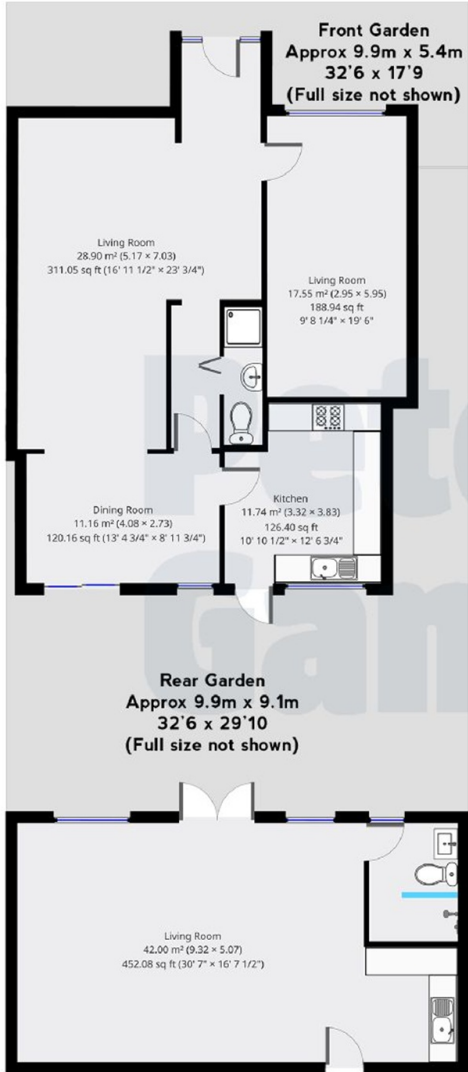 Front Garden
Approx 9.9m x 5.4m
32'6 x 17'9
(Full size not shown)
Living Room
28.90 m² (5.17 × 7.03)
311.05 sq ft (16' 11 1/2" × 23' 3/4")
Living Room
17.55 m² (2.95 × 5.95)
188.94 sq ft
9' 8 1/4" × 19' 6"
Dining Room
11.16 m² (4.08 × 2.73)
120.16 sq ft (13' 4 3/4" × 8' 11 3/4")
Kitchen
11.74 m² (3.32 × 3.83)
126.40 sq ft
10' 10 1/2" × 12' 6 3/4"
Rear Garden
Approx 9.9m x 9.1m
32'6 x 29'10
(Full size not shown)
Living Room
42.00 m² (9.32 × 5.07)
452.08 sq ft (30' 7" × 16' 7 1/2")